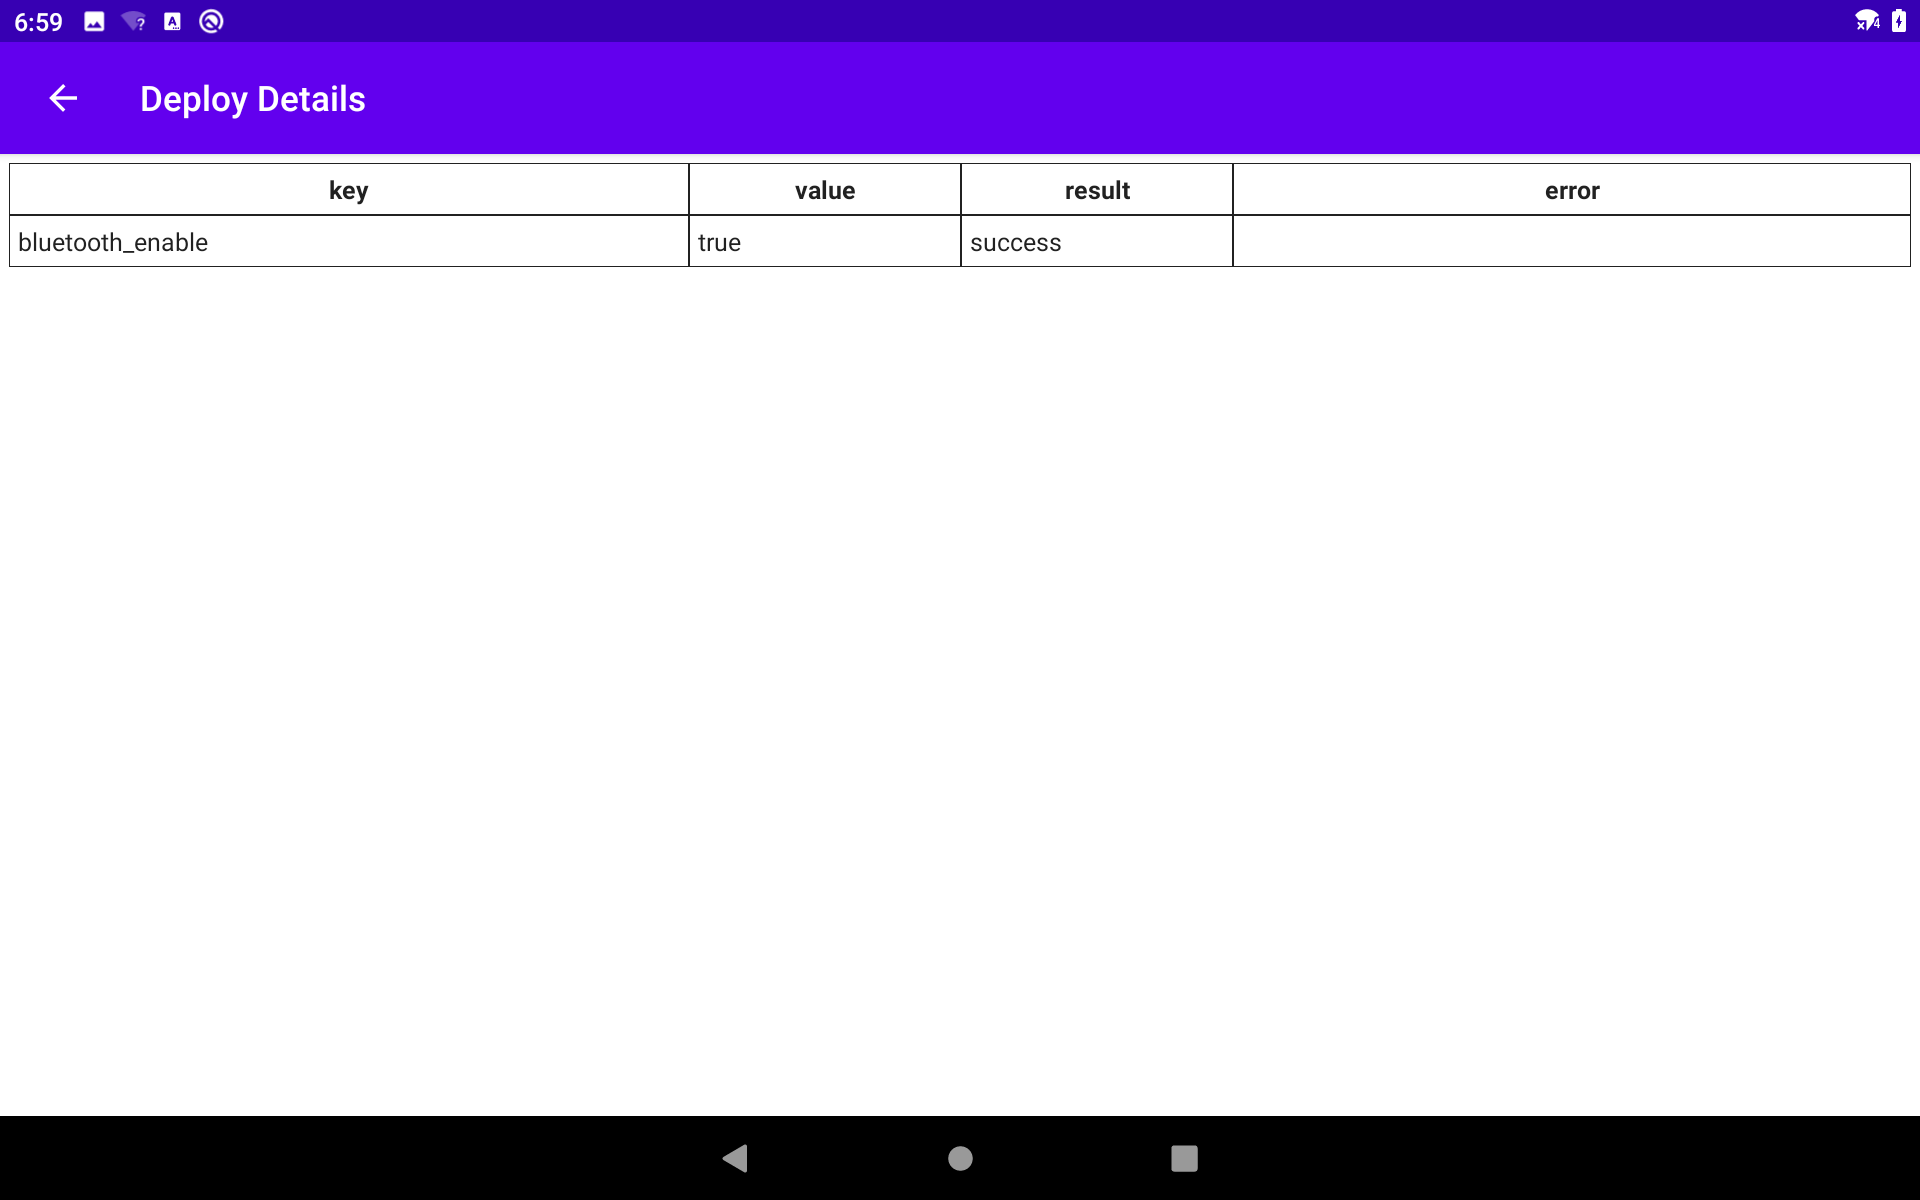 6:59
Deploy Details
key value result error
bluetooth_enable true success